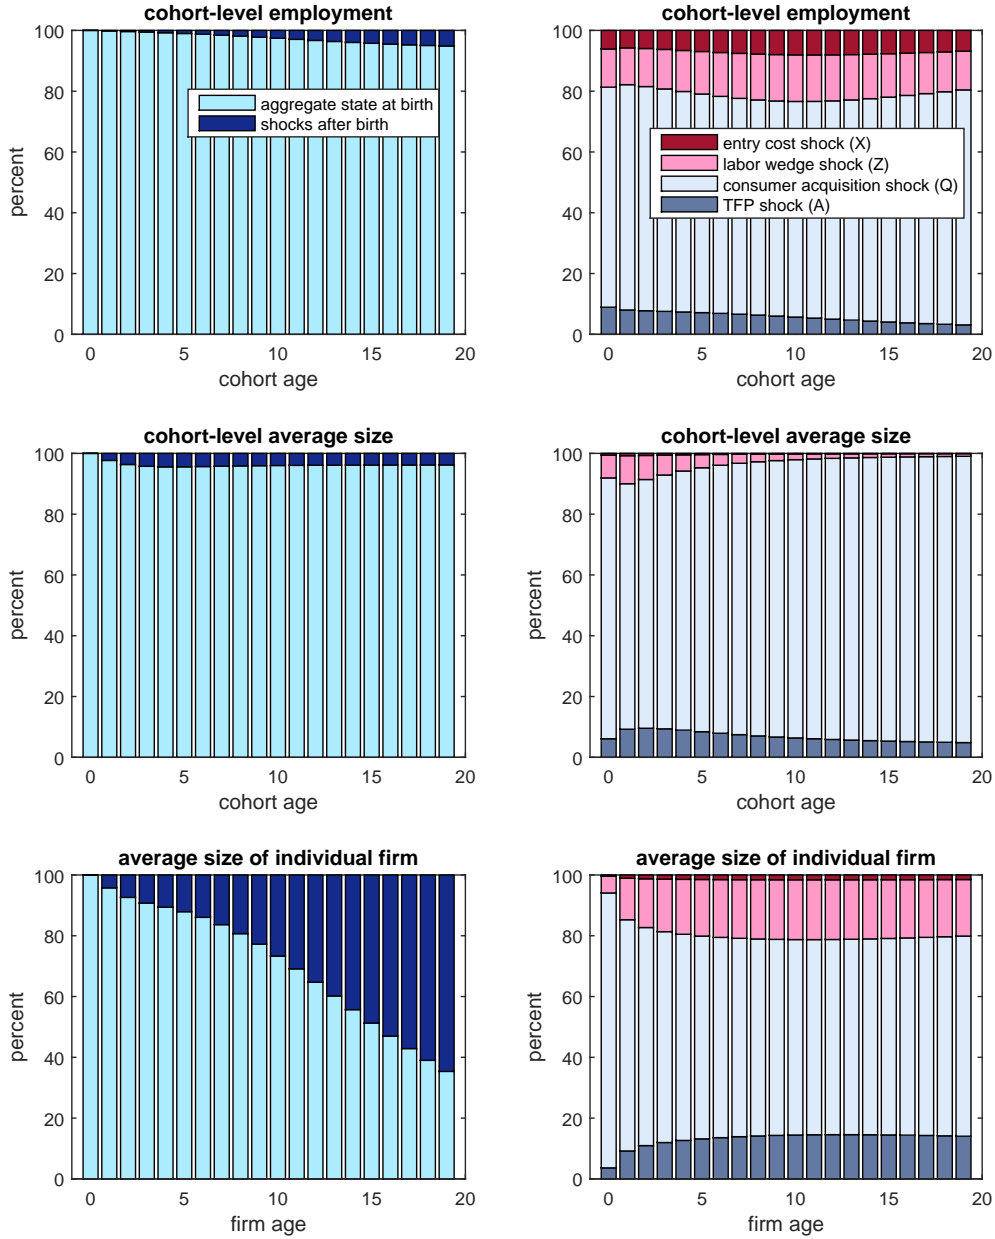 cohort-level employment
100
80
60
40
20
0
percent
aggregate state at birth
shocks after birth
0 5 10 15 20
cohort age
cohort-level employment
100
80
60
40
20
0
percent
entry cost shock (X)
labor wedge shock (Z)
consumer acquisition shock (Q)
TFP shock (A)
0 5 10 15 20
cohort age
cohort-level average size
100
80
60
40
20
0
percent
0 5 10 15 20
cohort age
cohort-level average size
100
80
60
40
20
0
percent
0 5 10 15 20
cohort age
average size of individual firm
100
80
60
40
20
0
percent
0 5 10 15 20
firm age
average size of individual firm
100
80
60
40
20
0
percent
0 5 10 15 20
firm age